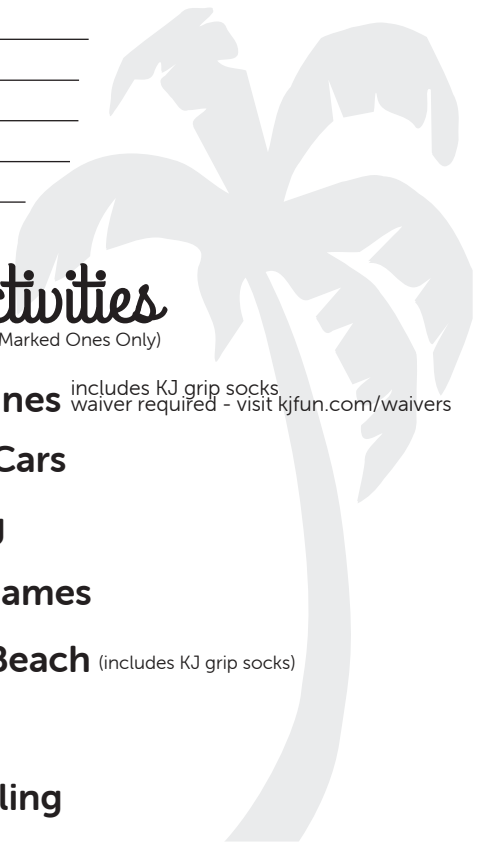 ctivities
Marked Ones Only)
nes includes KJ grip socks
waiver required - visit kjfun.com/waivers
Cars
g
ames
Beach (includes KJ grip socks)
ling